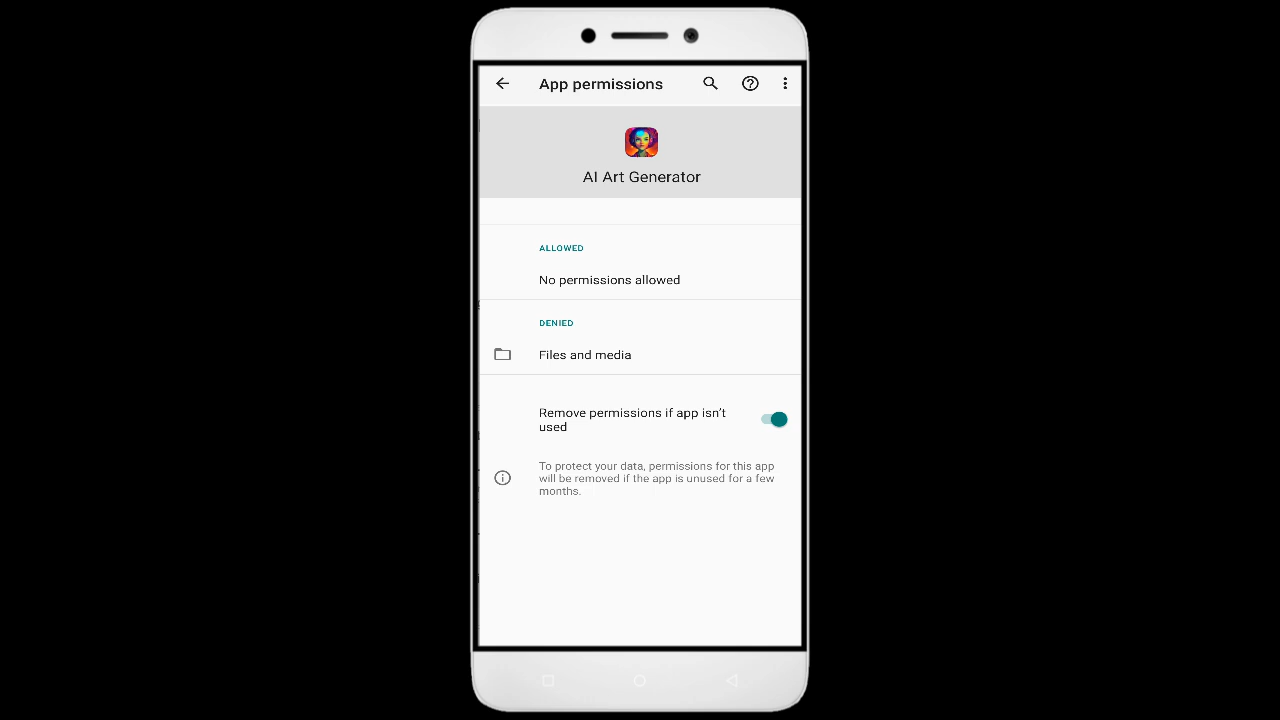 App permissions
AI Art Generator
ALLOWED
No permissions allowed
DENIED
Files and media
Remove permissions if app isn’t
used
To protect your data, permissions for this app
will be removed if the app is unused for a few
months.